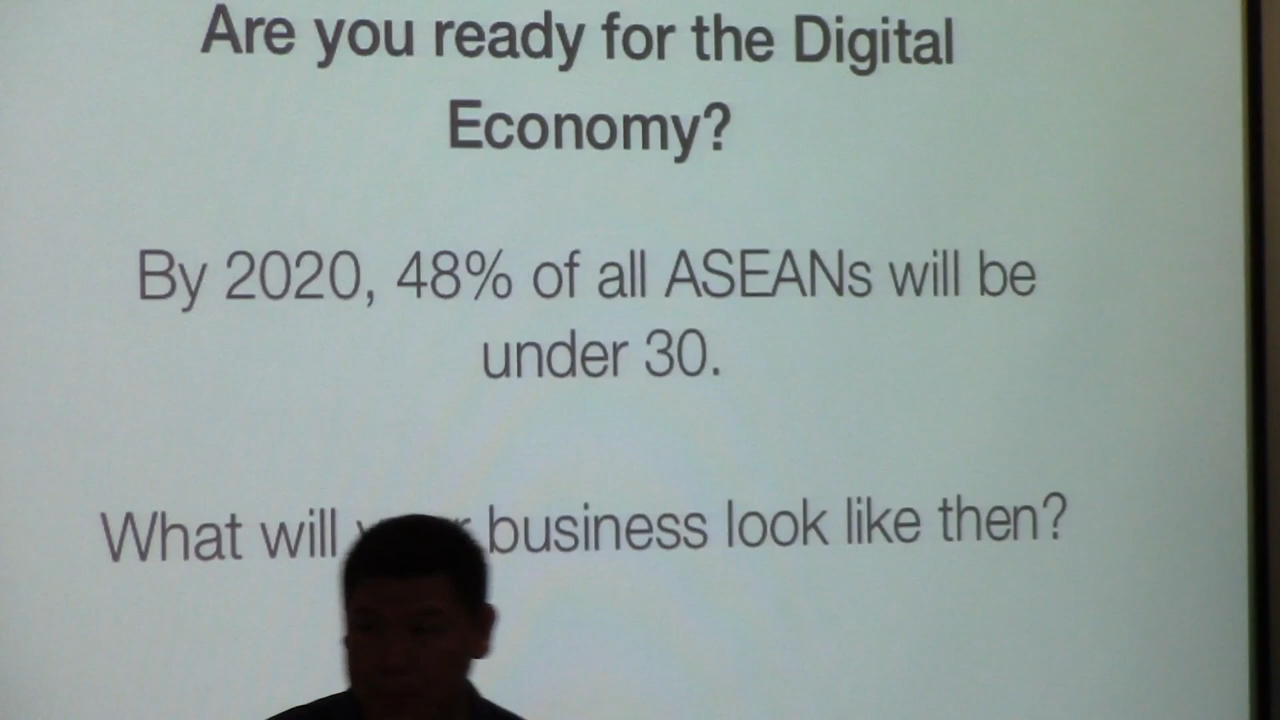 Are you ready for the Digital
Economy?
By 2020, 48% of all ASEANs will be
under 30.
What will business look like then?